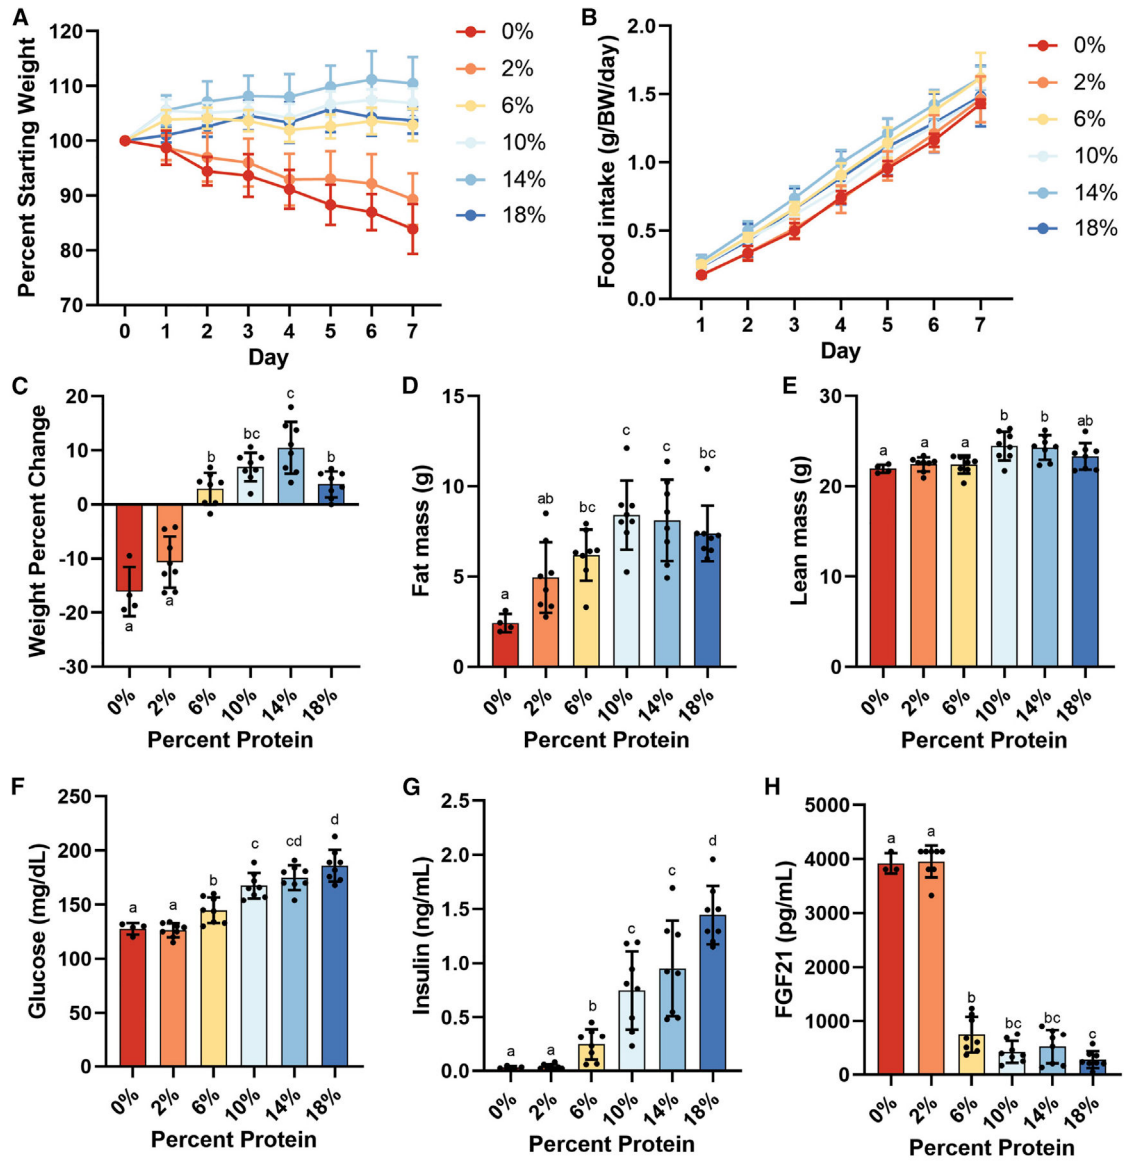 A
120
110
100
90
80
70
Percent Starting Weight
0 1 2 3 4 5 6 7
Day
0%
2%
6%
10%
14%
18%
B
2.0
1.5
1.0
0.5
0.0
Food intake (g/BW/day)
1 2 3 4 5 6 7
Day
0%
2%
6%
10%
14%
18%
C
20
10
0
-10
-20
-30
Weight Percent Change
a a b bc c b
0% 2% 6% 10% 14% 18%
Percent Protein
D
15
10
5
0
Fat mass (g)
a ab bc c c bc
0% 2% 6% 10% 14% 18%
Percent Protein
E
30
20
10
0
Lean mass (g)
a a a b b ab
0% 2% 6% 10% 14% 18%
Percent Protein
F
250
200
150
100
50
0
Glucose (mg/dL)
a a b c cd d
0% 2% 6% 10% 14% 18%
Percent Protein
G
2.5
2.0
1.5
1.0
0.5
0.0
Insulin (ng/mL)
a a b c c d
0% 2% 6% 10% 14% 18%
Percent Protein
H
5000
4000
3000
2000
1000
0
FGF21 (pg/mL)
a a b bc bc c
0% 2% 6% 10% 14% 18%
Percent Protein